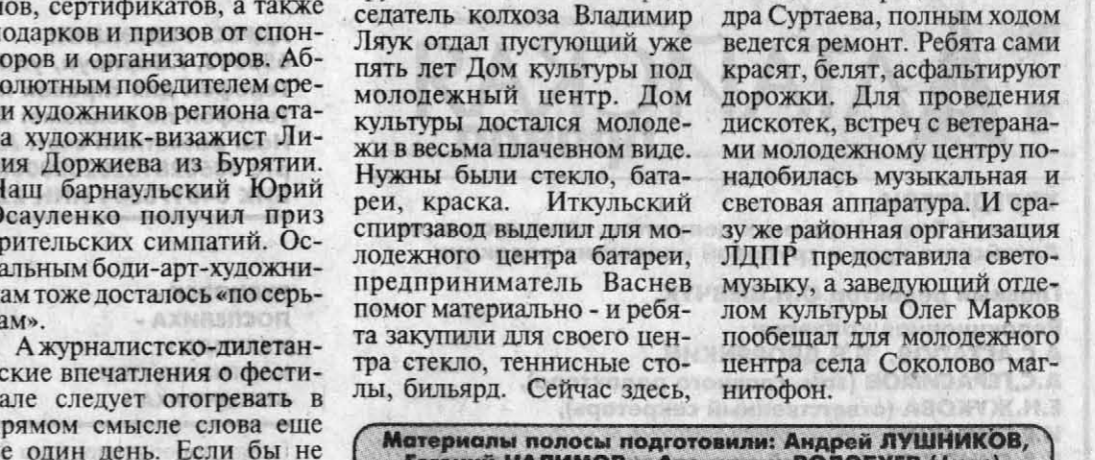 сертификатов, а также
подарков и призов от спон-
соров и организаторов. Аб-
солютным победителем сре-
ди художников региона ста-
ла художник-визажист Ли-
дия Доржиева из Бурятии.
Наш барнаульский Юрий
Осауленко получил приз
зрительских симпатий. Ос-
тальным боди-арт-художни-
кам тоже досталось «по серь-
гам».
А журналистско-дилетан-
тские впечатления о фести-
вале следует отогревать в
прямом смысле слова еще
не один день. Если бы не
седатель колхоза Владимир
Ляук отдал пустующий уже
пять лет Дом культуры под
молодежный центр. Дом
культуры достался молоде-
жи в весьма плачевном виде.
Нужны были стекло, бата-
реи, краска. Иткульский
спиртзавод выделил для мо-
лодежного центра батареи,
предприниматель Васнев
помог материально - и ребя-
та закупили для своего цен-
тра стекло, теннисные сто-
лы, бильярд. Сейчас здесь,
дра Суртаева, полным ходом
ведется ремонт. Ребята сами
красят, белят, асфальтируют
дорожки. Для проведения
дискотек, встреч с ветерана-
ми молодежному центру по-
надобилась музыкальная и
световая аппаратура. И сра-
зу же районная организация
ЛДПР предоставила свето-
музыку, а заведующий отде-
лом культуры Олег Марков
пообещал для молодежного
центра села Соколово маг-
нитофон.
Материалы полосы подготовили: Андрей ЛУШНИКОВ,